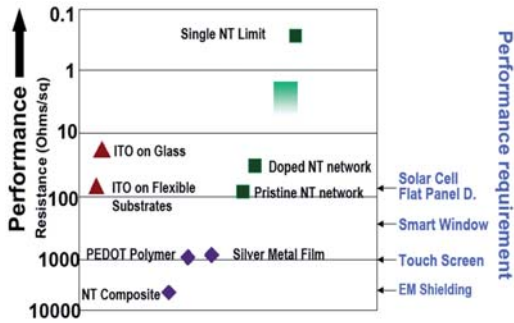 Performance
Resistance (Ohms/sq)
0.1
1
10
100
1000
10000
Single NT Limit
ITO on Glass
Doped NT network
ITO on Flexible
Substrates
Pristine NT network
PEDOT Polymer
Silver Metal Film
NT Composite
Solar Cell
Flat Panel D.
Smart Window
Touch Screen
EM Shielding
Performance requirement